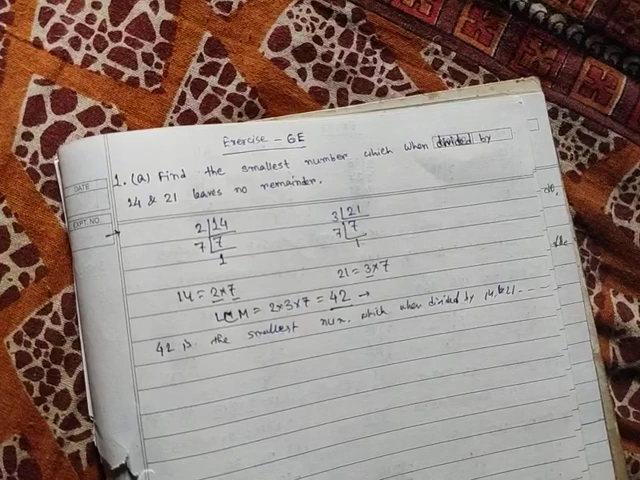 Exercise - 6E
DATE
EXPT. NO.
1. (a) Find the smallest number which when divided by
14 & 21 leaves no remainder.
2 | 14
7 | 7
1
3 | 21
7 | 7
1
14 = 2×7
21 = 3×7
LCM = 2×3×7 = 42 →
42 is the smallest num. which when divided by 14, & 21 - - -